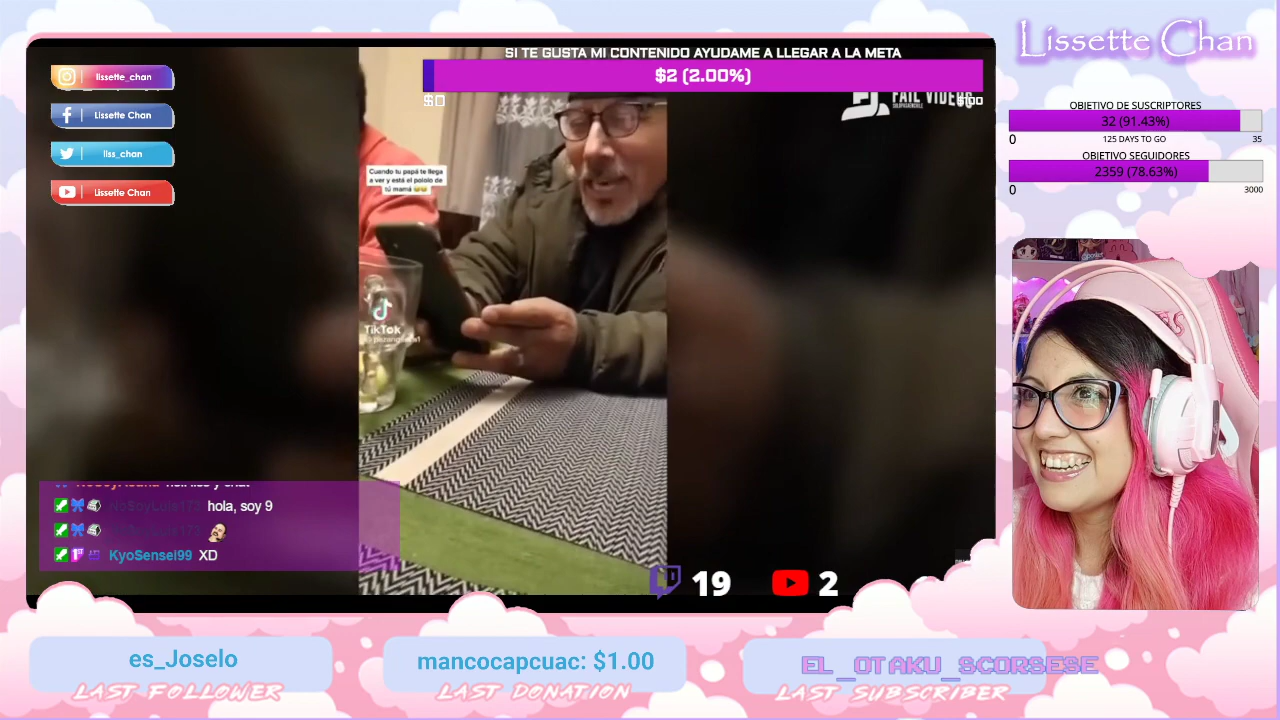 Lissette Chan
SI TE GUSTA MI CONTENIDO AYUDAME A LLEGAR A LA META
$2 (2.00%)
$0
$100
FAIL VIDEOS
lissette_chan
Lissette Chan
liss_chan
Lissette Chan
OBJETIVO DE SUSCRIPTORES
32 (91.43%)
0
125 DAYS TO GO
35
OBJETIVO SEGUIDORES
2359 (78.63%)
0
3000
Cuando tu papá te llega
a ver y está el pololo de
tú mamá
TikTok
hola, soy 9
KyoSensei99 XD
19
2
es_Joselo
LAST FOLLOWER
mancocapcuac: $1.00
LAST DONATION
EL_OTAKU_SCORSESE
LAST SUBSCRIBER